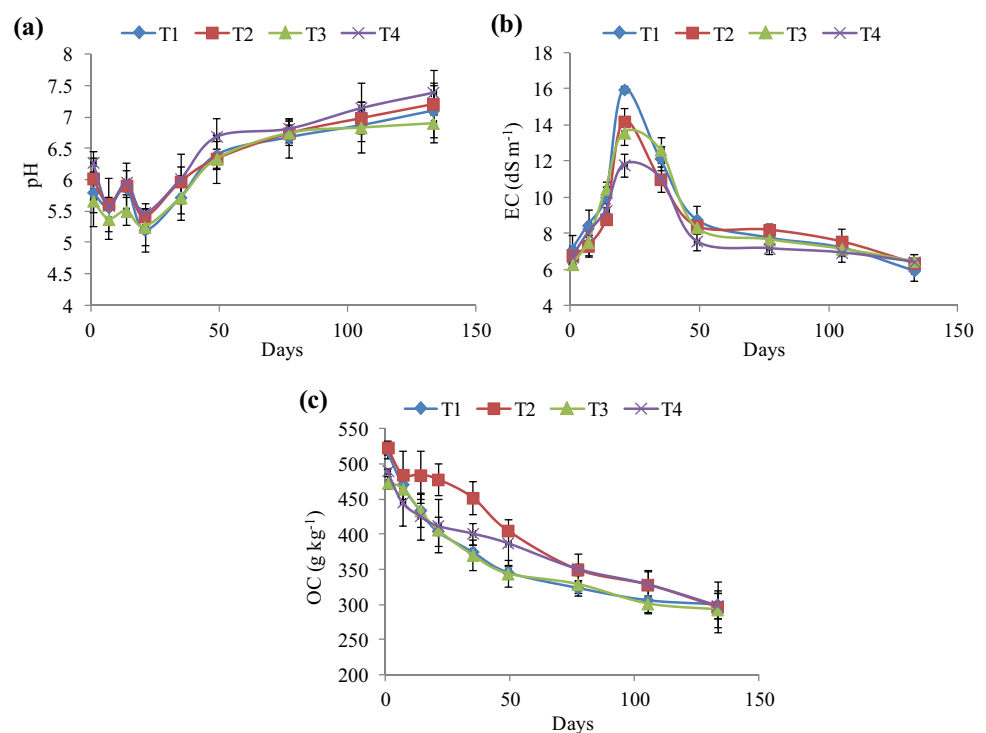 (a)
T1 T2 T3 T4
8
7.5
7
6.5
6
5.5
5
4.5
4
pH
0 50 100 150
Days
(b)
T1 T2 T3 T4
16
14
12
10
8
6
4
EC (dS m⁻¹)
0 50 100 150
Days
(c)
T1 T2 T3 T4
550
500
450
400
350
300
250
200
OC (g kg⁻¹)
0 50 100 150
Days